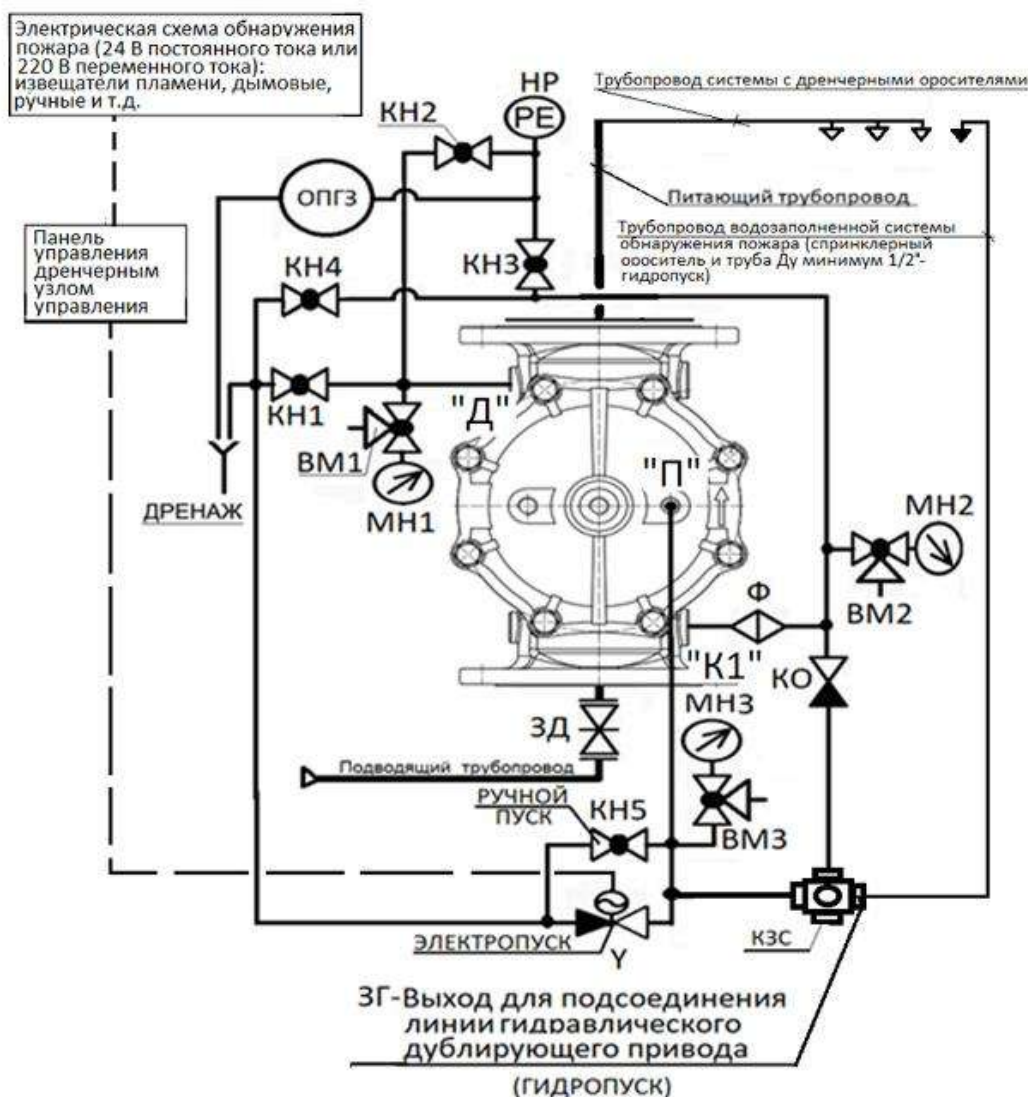 Электрическая схема обнаружения
пожара (24 В постоянного тока или
220 В переменного тока):
извещатели пламени, дымовые,
ручные и т.д.
НР
РЕ
Трубопровод системы с дренчерными оросителями
КН2
ОПГЗ
Питающий трубопровод
Панель
управления
дренчерным
узлом
управления
Трубопровод водозаполненной системы
обнаружения пожара (спринклерный
ороситель и труба Ду минимум 1/2"-
гидропуск)
КН4
КН3
КН1
"Д"
ВМ1
"П"
МН1
ДРЕНАЖ
МН2
Ф
ВМ2
"К1"
КО
МН3
ЗД
Подводящий трубопровод
РУЧНОЙ
ПУСК
КН5
ВМ3
ЭЛЕКТРОПУСК
Y
КЗС
ЗГ-Выход для подсоединения
линии гидравлического
дублирующего привода
(ГИДРОПУСК)